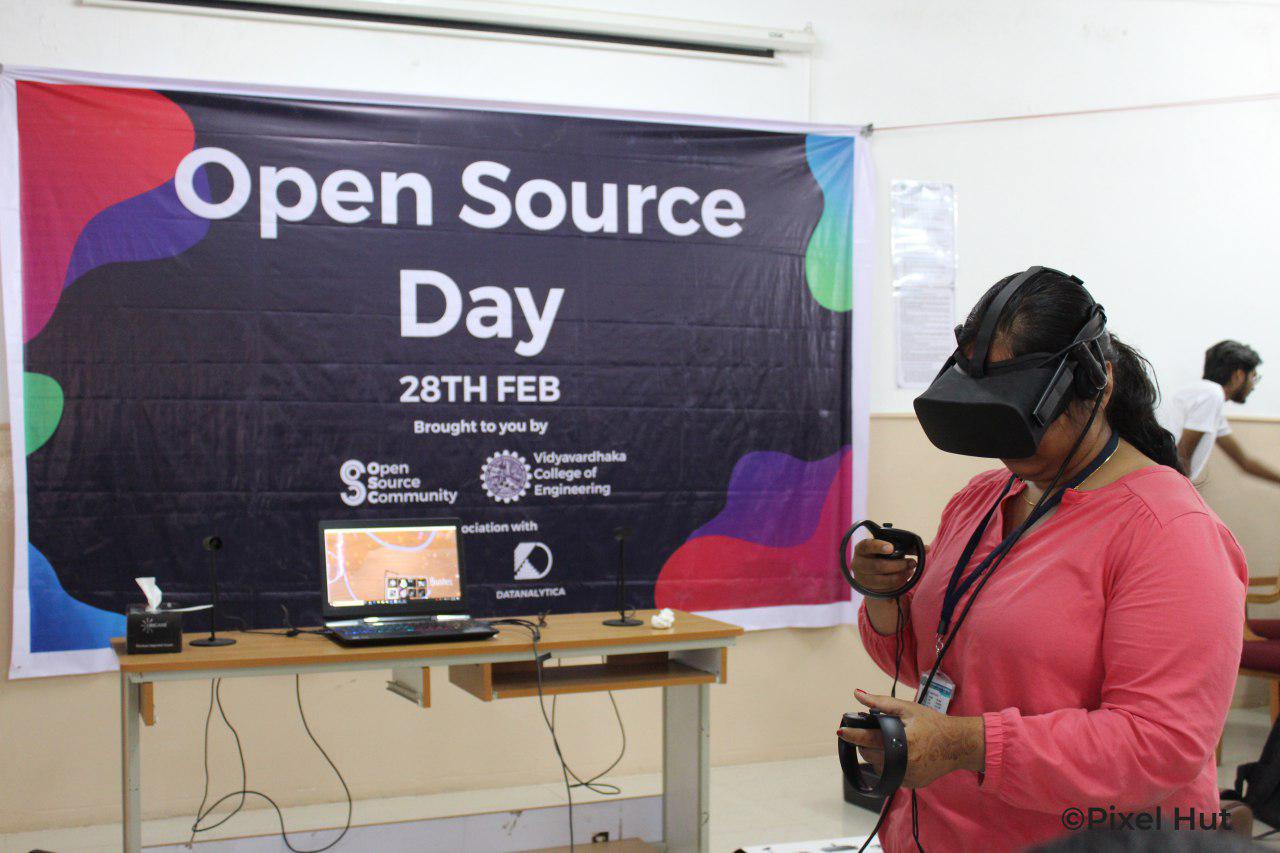 Open Source
Day
28TH FEB
Brought to you by
Open
Source
Community
Vidyavardhaka
College of
Engineering
ociation with
DATANALYTICA
©Pixel Hut